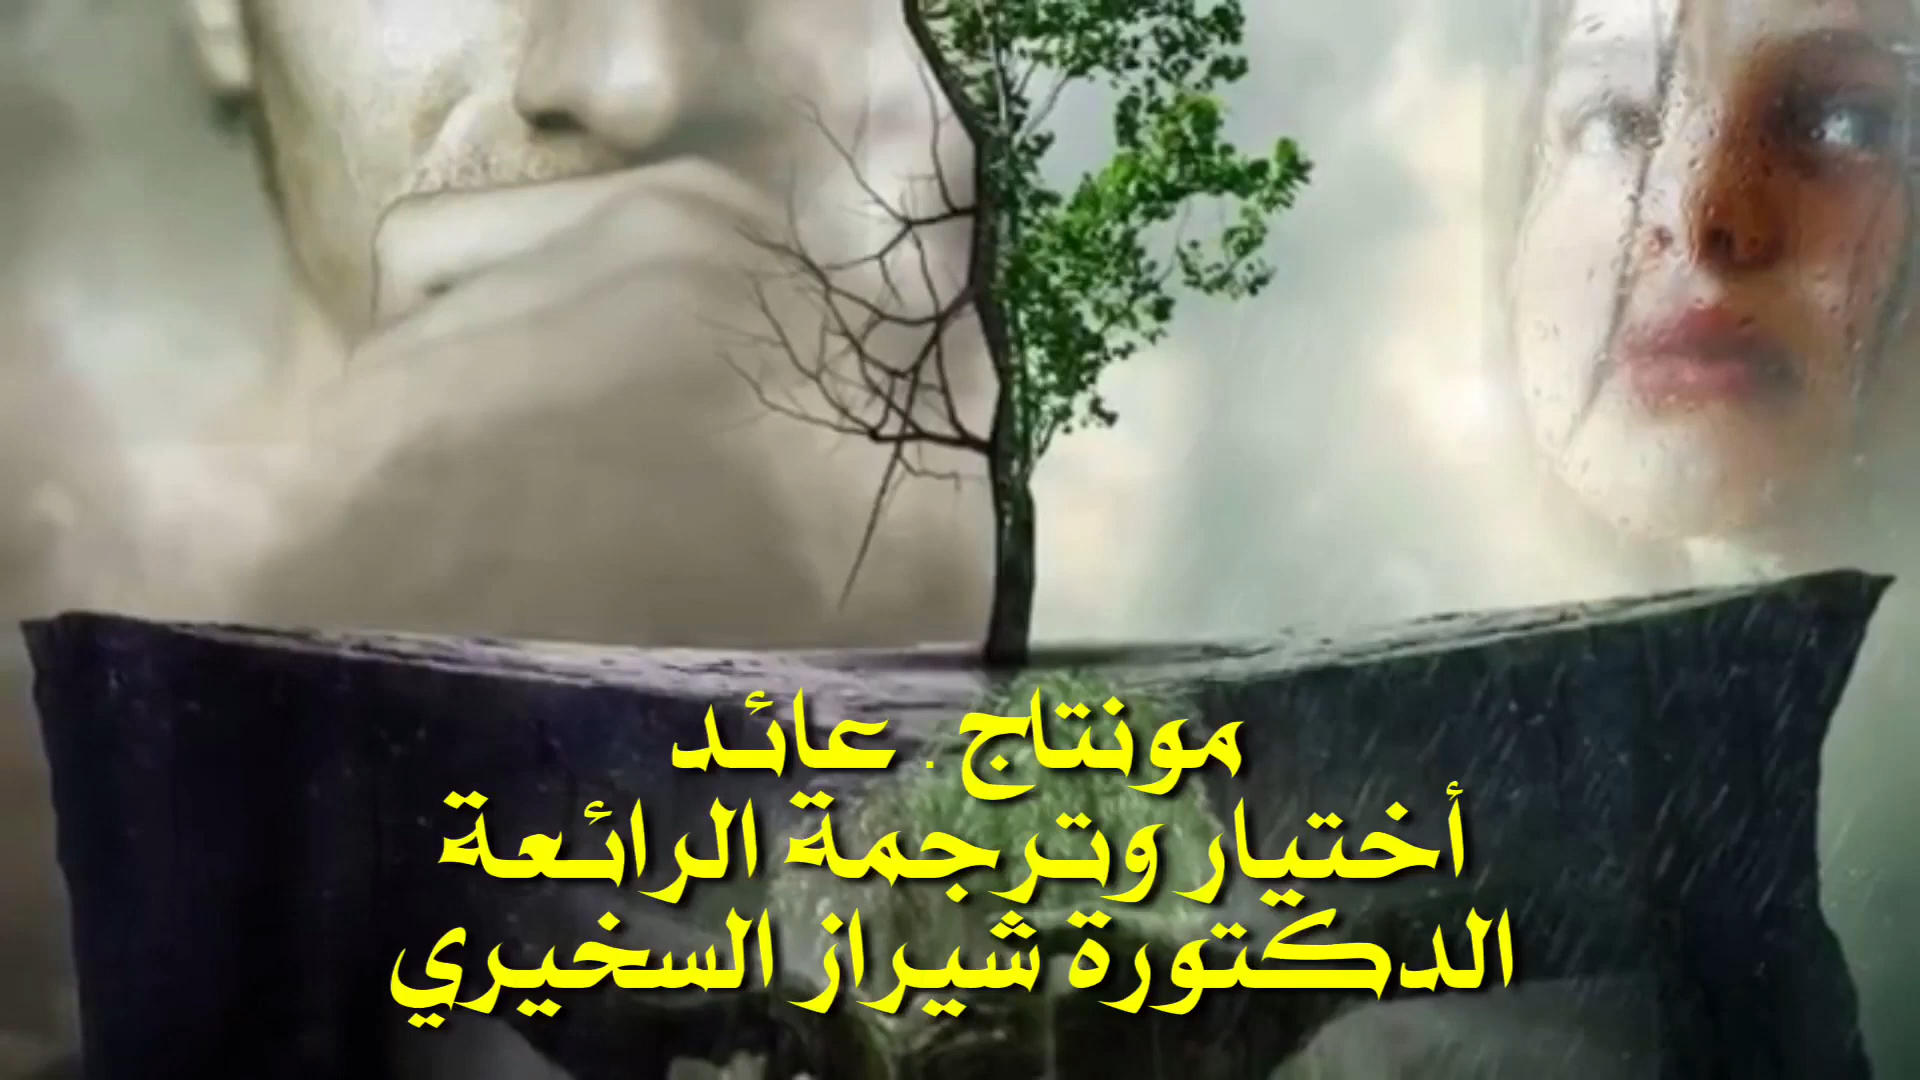 مونتاج . عائد
أختيار وترجمة الرائعة
الدكتورة شيراز السخيري